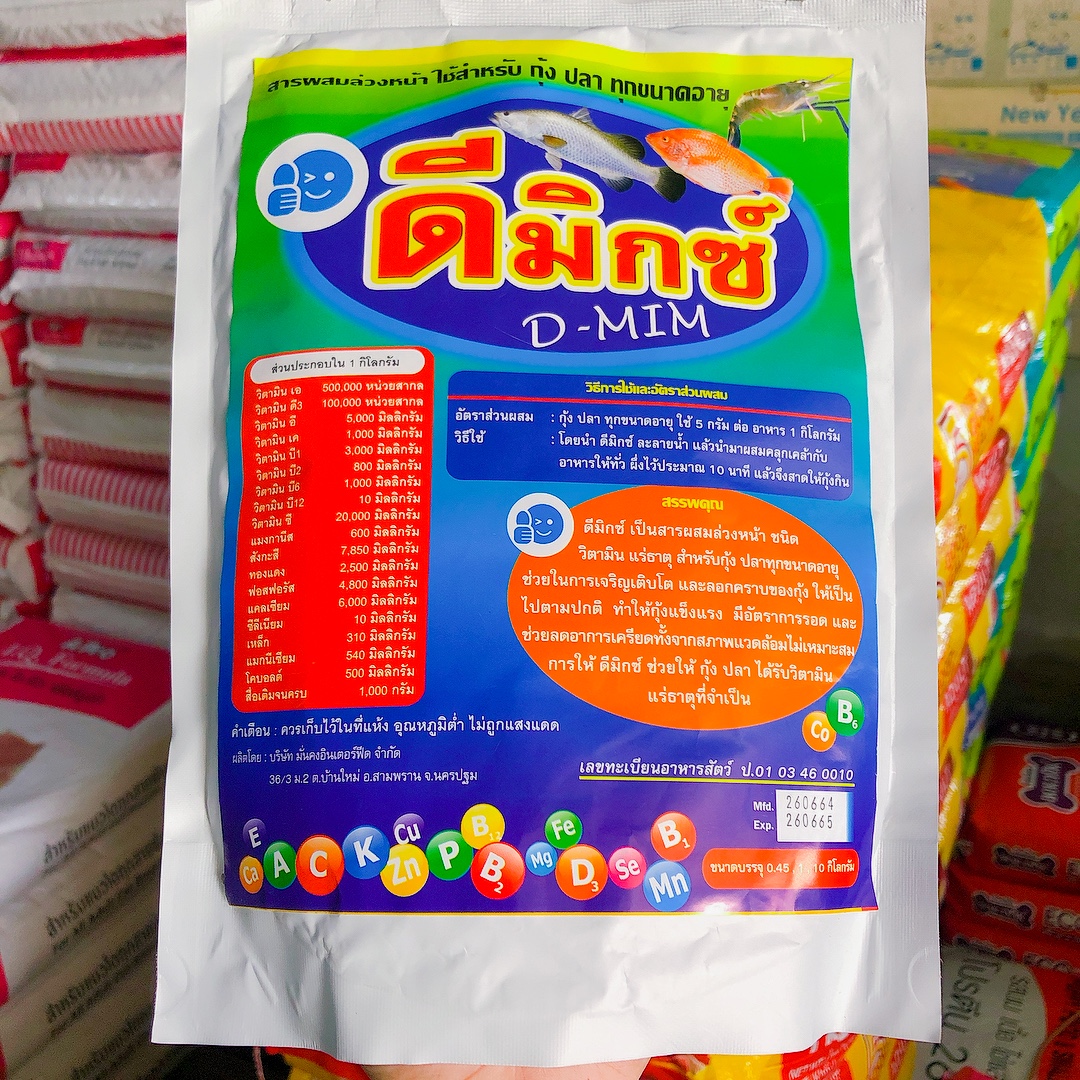 สารผสมล่วงหน้า ใช้สำหรับ กุ้ง ปลา ทุกขนาดอายุ
ดีมิกซ์
D-MIM
ส่วนประกอบใน 1 กิโลกรัม
วิตามิน เอ 500,000 หน่วยสากล
วิตามิน ดี3 100,000 หน่วยสากล
วิตามิน อี 5,000 มิลลิกรัม
วิตามิน เค 1,000 มิลลิกรัม
วิตามิน บี1 3,000 มิลลิกรัม
วิตามิน บี2 800 มิลลิกรัม
วิตามิน บี6 1,000 มิลลิกรัม
วิตามิน บี12 10 มิลลิกรัม
วิตามิน ซี 20,000 มิลลิกรัม
แมงกานีส 600 มิลลิกรัม
สังกะสี 7,850 มิลลิกรัม
ทองแดง 2,500 มิลลิกรัม
ฟอสฟอรัส 4,800 มิลลิกรัม
แคลเซียม 6,000 มิลลิกรัม
ซีลีเนียม 10 มิลลิกรัม
เหล็ก 310 มิลลิกรัม
แมกนีเซียม 540 มิลลิกรัม
โคบอลต์ 500 มิลลิกรัม
สื่อเติมจนครบ 1,000 กรัม
วิธีการใช้และอัตราส่วนผสม
อัตราส่วนผสม : กุ้ง ปลา ทุกขนาดอายุ ใช้ 5 กรัม ต่อ อาหาร 1 กิโลกรัม
วิธีใช้ : โดยนำ ดีมิกซ์ ละลายน้ำ แล้วนำมาผสมคลุกเคล้ากับ
อาหารให้ทั่ว ผึ่งไว้ประมาณ 10 นาที แล้วจึงสาดให้กุ้งกิน
สรรพคุณ
ดีมิกซ์ เป็นสารผสมล่วงหน้า ชนิด
วิตามิน แร่ธาตุ สำหรับกุ้ง ปลาทุกขนาดอายุ
ช่วยในการเจริญเติบโต และลอกคราบของกุ้ง ให้เป็น
ไปตามปกติ ทำให้กุ้งแข็งแรง มีอัตราการรอด และ
ช่วยลดอาการเครียดทั้งจากสภาพแวดล้อมไม่เหมาะสม
การให้ ดีมิกซ์ ช่วยให้ กุ้ง ปลา ได้รับวิตามิน
แร่ธาตุที่จำเป็น
B6
Co
คำเตือน : ควรเก็บไว้ในที่แห้ง อุณหภูมิต่ำ ไม่ถูกแสงแดด
ผลิตโดย : บริษัท มั่นคงอินเตอร์ฟีด จำกัด
36/3 ม.2 ต.บ้านใหม่ อ.สามพราน จ.นครปฐม
เลขทะเบียนอาหารสัตว์ ป.01 03 46 0010
Mfd. 260664
Exp. 260665
E Ca A C K Cu Zn P B12 B2 Mg Fe D3 Se B1 Mn
ขนาดบรรจุ 0.45 , 1 , 10 กิโลกรัม
New Ye